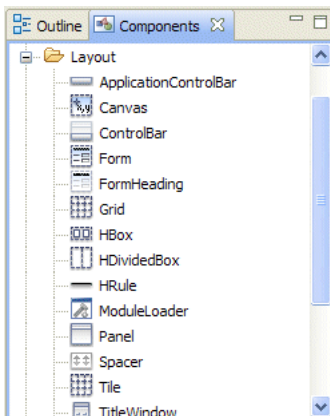 Outline Components
Layout
ApplicationControlBar
Canvas
ControlBar
Form
FormHeading
Grid
HBox
HDividedBox
HRule
ModuleLoader
Panel
Spacer
Tile
TitleWindow